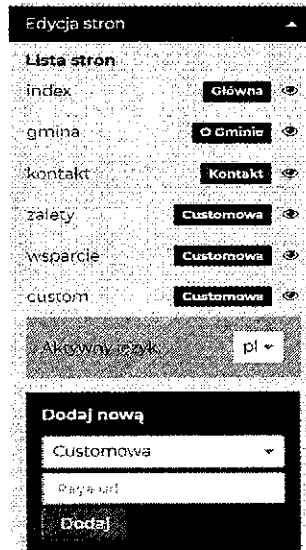 Edycja stron
Lista stron
index Główna
gmina O Gminie
kontakt Kontakt
zalety Customowa
wsparcie Customowa
custom Customowa
Aktywny język: pl
Dodaj nową
Customowa
Dodaj